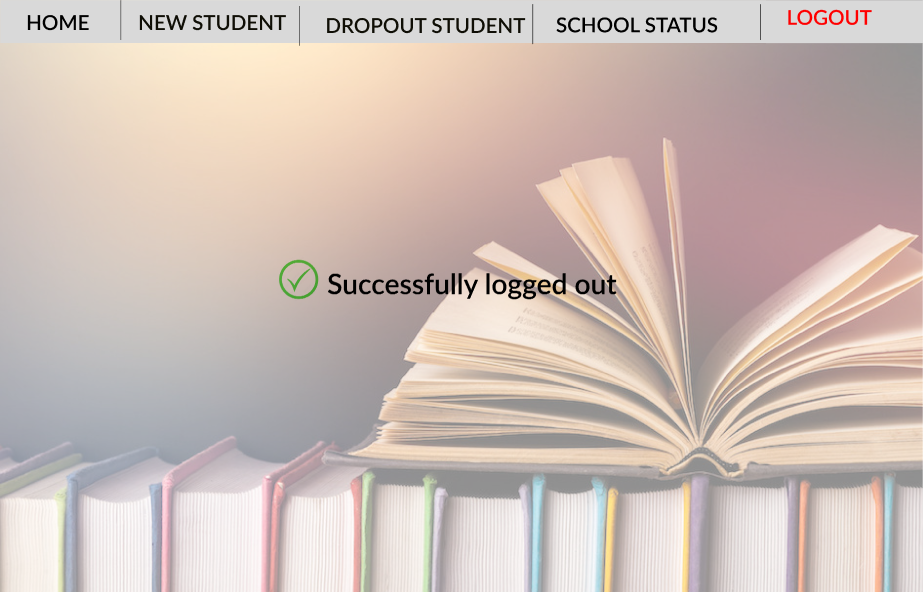 HOME
NEW STUDENT
DROPOUT STUDENT
SCHOOL STATUS
LOGOUT
Successfully logged out